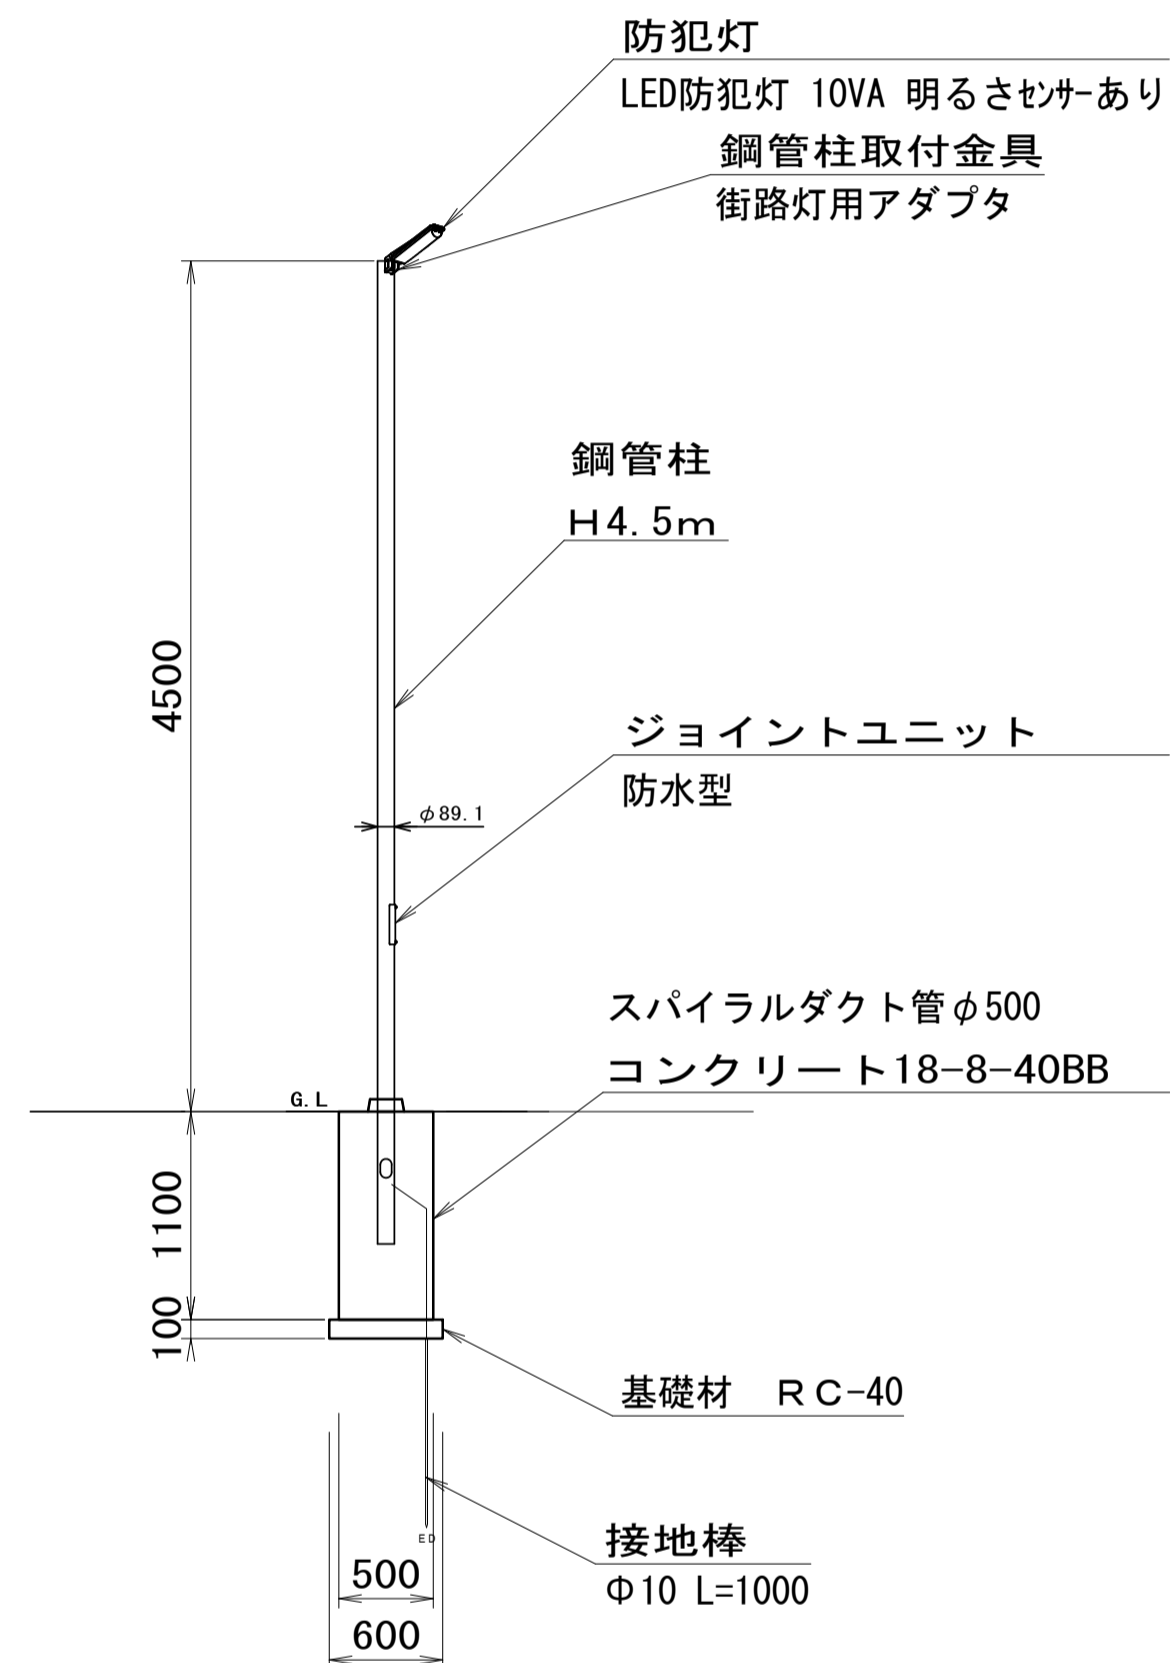 防犯灯
LED防犯灯 10VA 明るさｾﾝｻｰあり
鋼管柱取付金具
街路灯用アダプタ
鋼管柱
Ｈ4.5ｍ
4500
ジョイントユニット
防水型
φ89.1
スパイラルダクト管φ500
コンクリート18-8-40BB
G.L
1100
100
基礎材　ＲＣ-40
ED
接地棒
Φ10 L=1000
500
600